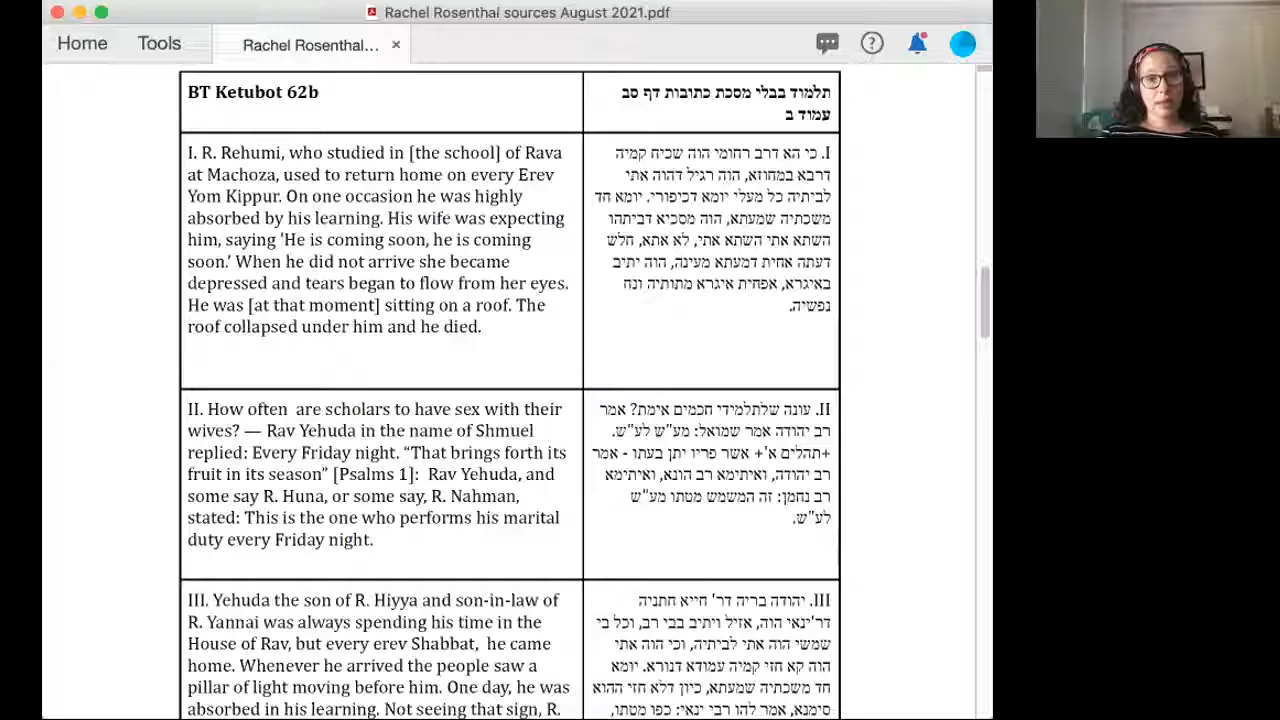 Rachel Rosenthal sources August 2021.pdf
Home
Tools
Rachel Rosenthal...
BT Ketubot 62b
תלמוד בבלי מסכת כתובות דף סב
עמוד ב
I. R. Rehumi, who studied in [the school] of Rava
at Machoza, used to return home on every Erev
Yom Kippur. On one occasion he was highly
absorbed by his learning. His wife was expecting
him, saying ‘He is coming soon, he is coming
soon.’ When he did not arrive she became
depressed and tears began to flow from her eyes.
He was [at that moment] sitting on a roof. The
roof collapsed under him and he died.
I. כי הא דרב רחומי הוה שכיח קמיה
דרבא במחוזא, הוה רגיל דהוה אתי
לביתיה כל מעלי יומא דכיפורי. יומא חד
משכתיה שמעתא, הוה מסכיא דביתהו
השתא אתי השתא אתי, לא אתא, חלש
דעתה אחית דמעתא מעינה, הוה יתיב
באיגרא, אפחית איגרא מתותיה ונח
נפשיה.
II. How often are scholars to have sex with their
wives? — Rav Yehuda in the name of Shmuel
replied: Every Friday night. “That brings forth its
fruit in its season” [Psalms 1]: Rav Yehuda, and
some say R. Huna, or some say, R. Nahman,
stated: This is the one who performs his marital
duty every Friday night.
II. עונה שלתלמידי חכמים אימת? אמר
רב יהודה אמר שמואל: מע"ש לע"ש.
+תהלים א'+ אשר פריו יתן בעתו - אמר
רב יהודה, ואיתימא רב הונא, ואיתימא
רב נחמן: זה המשמש מטתו מע"ש
לע"ש.
III. Yehuda the son of R. Hiyya and son-in-law of
R. Yannai was always spending his time in the
House of Rav, but every erev Shabbat, he came
home. Whenever he arrived the people saw a
pillar of light moving before him. One day, he was
absorbed in his learning. Not seeing that sign, R.
III. יהודה בריה דר' חייא חתניה
דר'ינאי הוה, אזיל ויתיב בבי רב, וכל בי
שמשי הוה אתי לביתיה, וכי הוה אתי
הוה קא חזי קמיה עמודא דנורא. יומא
חד משכתיה שמעתא, כיון דלא חזי ההוא
סימנא, אמר להו רבי ינאי: כפו מטתו,